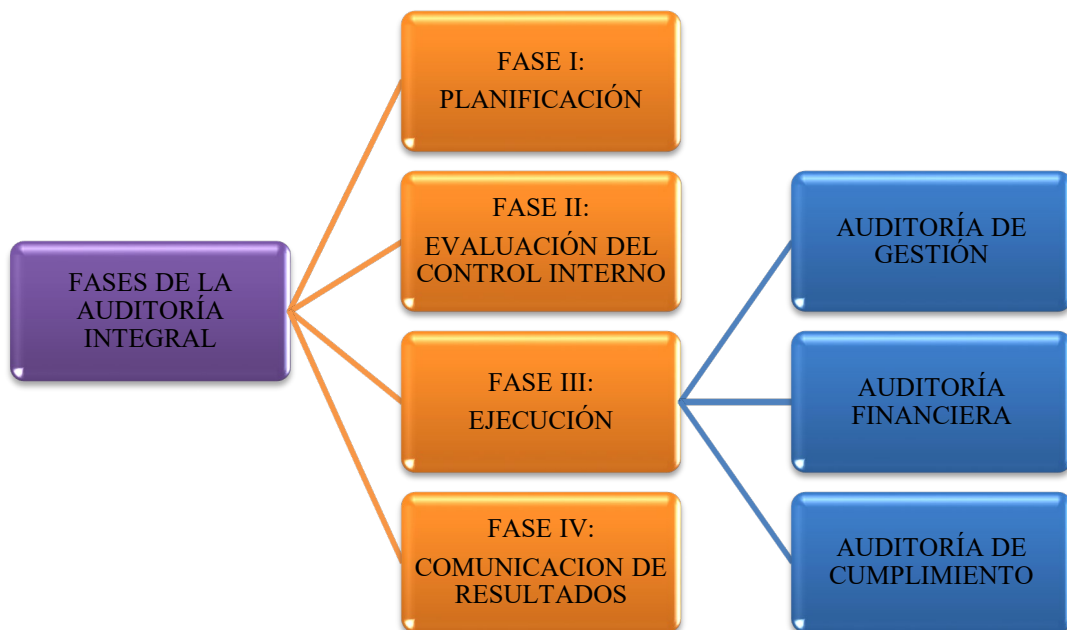 FASES DE LA
AUDITORÍA
INTEGRAL
FASE I:
PLANIFICACIÓN
FASE II:
EVALUACIÓN DEL
CONTROL INTERNO
FASE III:
EJECUCIÓN
FASE IV:
COMUNICACION DE
RESULTADOS
AUDITORÍA DE
GESTIÓN
AUDITORÍA
FINANCIERA
AUDITORÍA DE
CUMPLIMIENTO